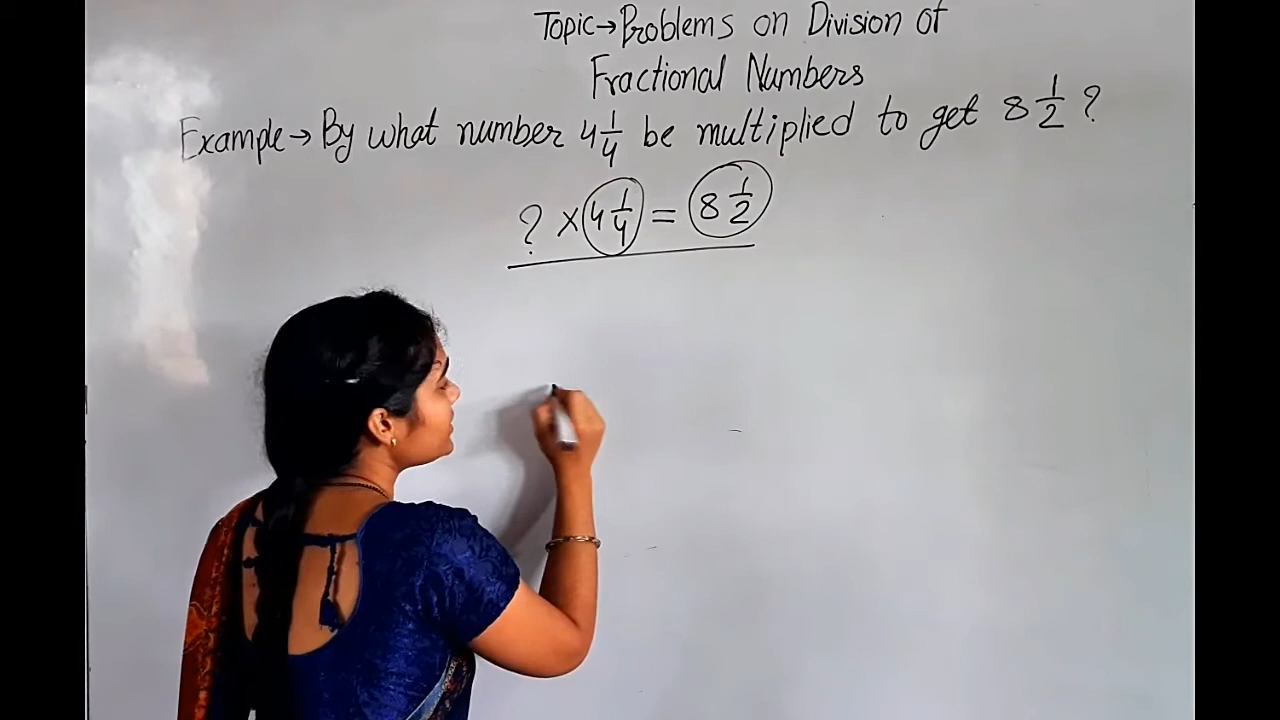 Topic→Problems on Division of
Fractional Numbers
Example→ By what number 4 1/4 be multiplied to get 8 1/2 ?
? × 4 1/4 = 8 1/2